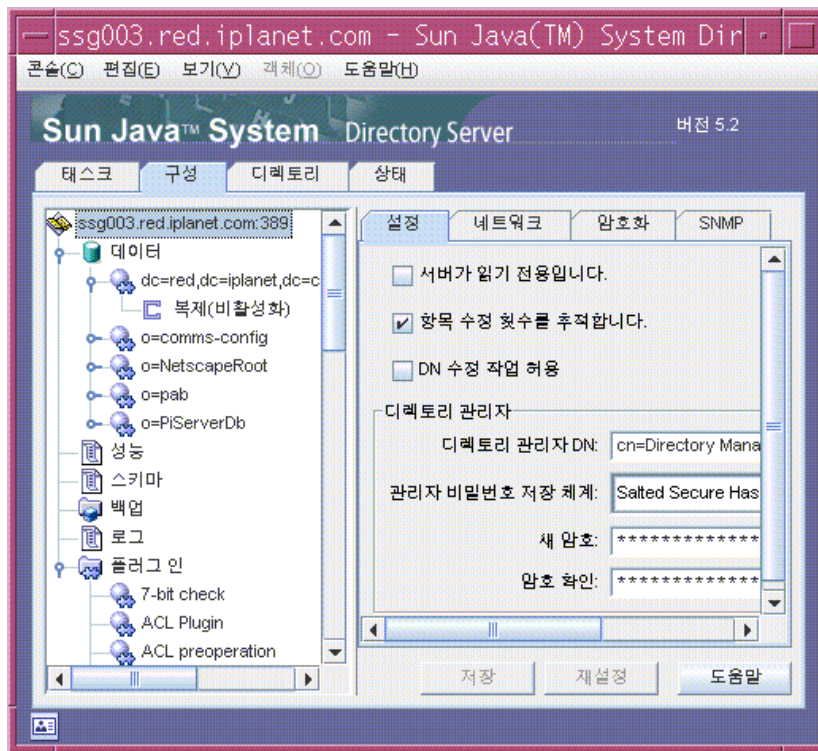 ssg003.red.iplanet.com - Sun Java(TM) System Dir
콘솔(C) 편집(E) 보기(V) 객체(O) 도움말(H)
Sun Java™ System Directory Server 버전 5.2
태스크 구성 디렉토리 상태
ssg003.red.iplanet.com:389
데이터
dc=red,dc=iplanet,dc=c
복제(비활성화)
o=comms-config
o=NetscapeRoot
o=pab
o=PiServerDb
성능
스키마
백업
로그
플러그 인
7-bit check
ACL Plugin
ACL preoperation
설정 네트워크 암호화 SNMP
서버가 읽기 전용입니다.
항목 수정 횟수를 추적합니다.
DN 수정 작업 허용
디렉토리 관리자
디렉토리 관리자 DN: cn=Directory Mana
관리자 비밀번호 저장 체계: Salted Secure Has
새 암호: *************
암호 확인: *************
저장 재설정 도움말